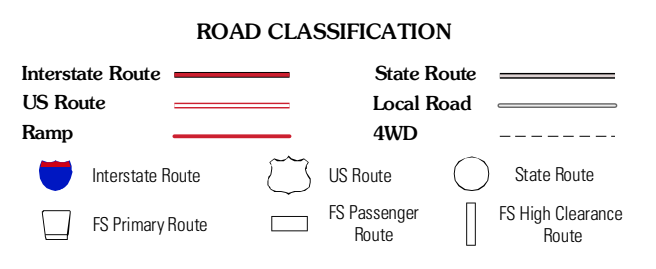 ROAD CLASSIFICATION
Interstate Route
State Route
US Route
Local Road
Ramp
4WD
Interstate Route
US Route
State Route
FS Primary Route
FS Passenger
Route
FS High Clearance
Route